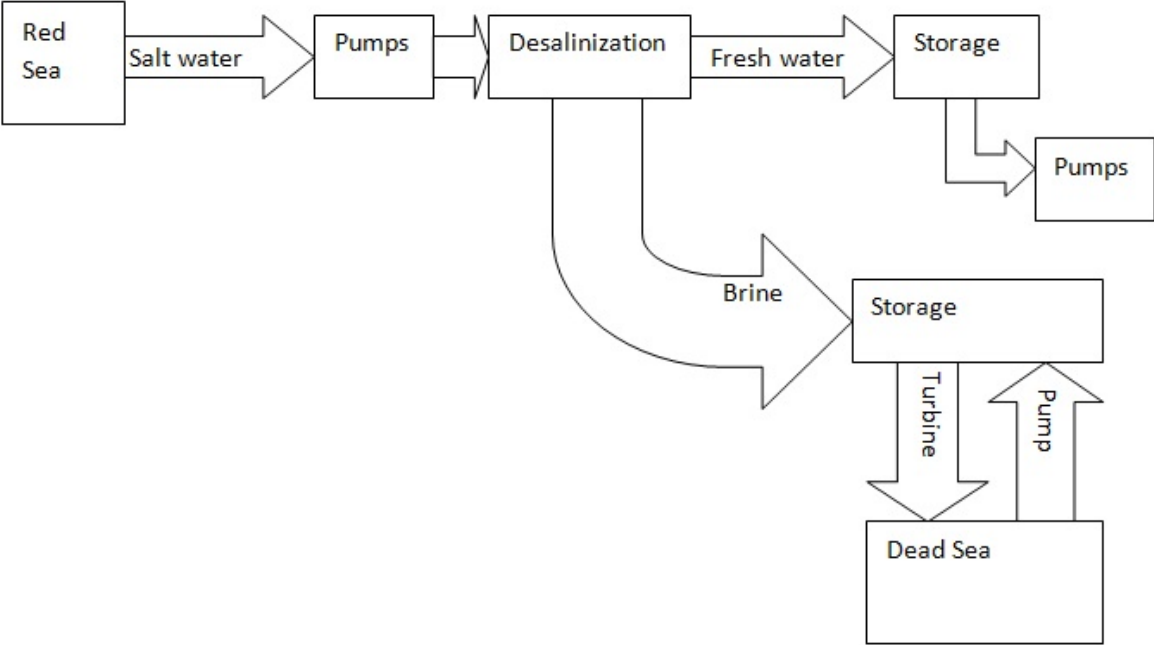 Red
Sea
Salt water
Pumps
Desalinization
Fresh water
Storage
Pumps
Brine
Storage
Turbine
Pump
Dead Sea